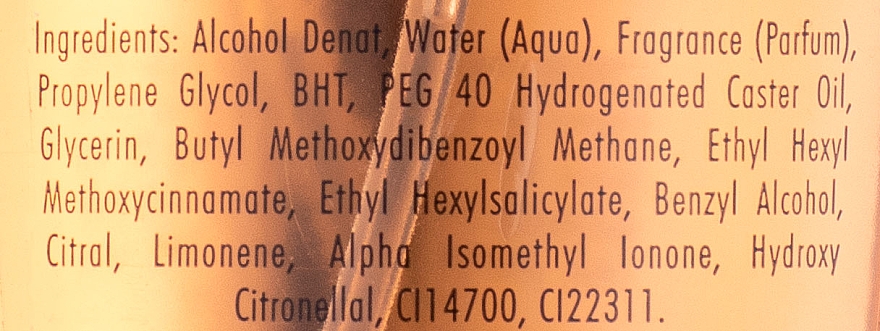 Ingredients: Alcohol Denat, Water (Aqua), Fragrance (Parfum),
Propylene Glycol, BHT, PEG 40 Hydrogenated Caster Oil,
Glycerin, Butyl Methoxydibenzoyl Methane, Ethyl Hexyl
Methoxycinnamate, Ethyl Hexylsalicylate, Benzyl Alcohol,
Citral, Limonene, Alpha Isomethyl Ionone, Hydroxy
Citronellal, CI14700, CI22311.